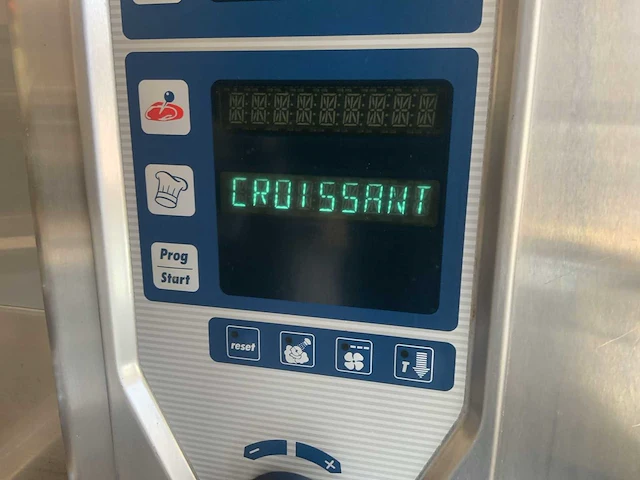 CROISSANT
Prog
Start
reset
T
- +